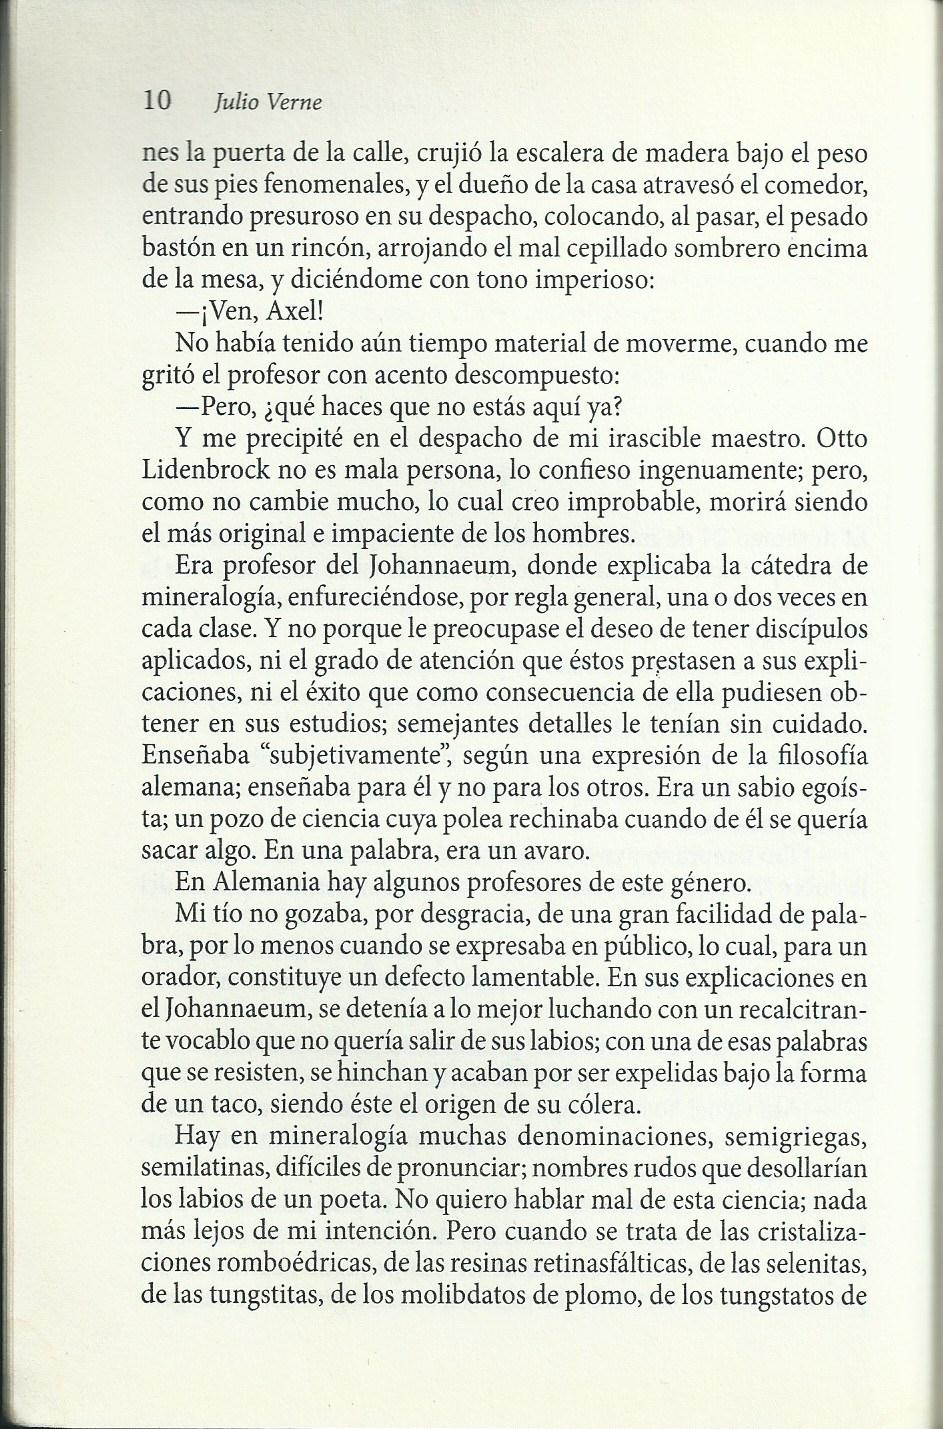 10 Julio Verne
nes la puerta de la calle, crujió la escalera de madera bajo el peso
de sus pies fenomenales, y el dueño de la casa atravesó el comedor,
entrando presuroso en su despacho, colocando, al pasar, el pesado
bastón en un rincón, arrojando el mal cepillado sombrero encima
de la mesa, y diciéndome con tono imperioso:
—¡Ven, Axel!
No había tenido aún tiempo material de moverme, cuando me
gritó el profesor con acento descompuesto:
—Pero, ¿qué haces que no estás aquí ya?
Y me precipité en el despacho de mi irascible maestro. Otto
Lidenbrock no es mala persona, lo confieso ingenuamente; pero,
como no cambie mucho, lo cual creo improbable, morirá siendo
el más original e impaciente de los hombres.
Era profesor del Johannaeum, donde explicaba la cátedra de
mineralogía, enfureciéndose, por regla general, una o dos veces en
cada clase. Y no porque le preocupase el deseo de tener discípulos
aplicados, ni el grado de atención que éstos prestasen a sus expli-
caciones, ni el éxito que como consecuencia de ella pudiesen ob-
tener en sus estudios; semejantes detalles le tenían sin cuidado.
Enseñaba “subjetivamente”, según una expresión de la filosofía
alemana; enseñaba para él y no para los otros. Era un sabio egoís-
ta; un pozo de ciencia cuya polea rechinaba cuando de él se quería
sacar algo. En una palabra, era un avaro.
En Alemania hay algunos profesores de este género.
Mi tío no gozaba, por desgracia, de una gran facilidad de pala-
bra, por lo menos cuando se expresaba en público, lo cual, para un
orador, constituye un defecto lamentable. En sus explicaciones en
el Johannaeum, se detenía a lo mejor luchando con un recalcitran-
te vocablo que no quería salir de sus labios; con una de esas palabras
que se resisten, se hinchan y acaban por ser expelidas bajo la forma
de un taco, siendo éste el origen de su cólera.
Hay en mineralogía muchas denominaciones, semigriegas,
semilatinas, difíciles de pronunciar; nombres rudos que desollarían
los labios de un poeta. No quiero hablar mal de esta ciencia; nada
más lejos de mi intención. Pero cuando se trata de las cristaliza-
ciones romboédricas, de las resinas retinasfálticas, de las selenitas,
de las tungstitas, de los molibdatos de plomo, de los tungstatos de